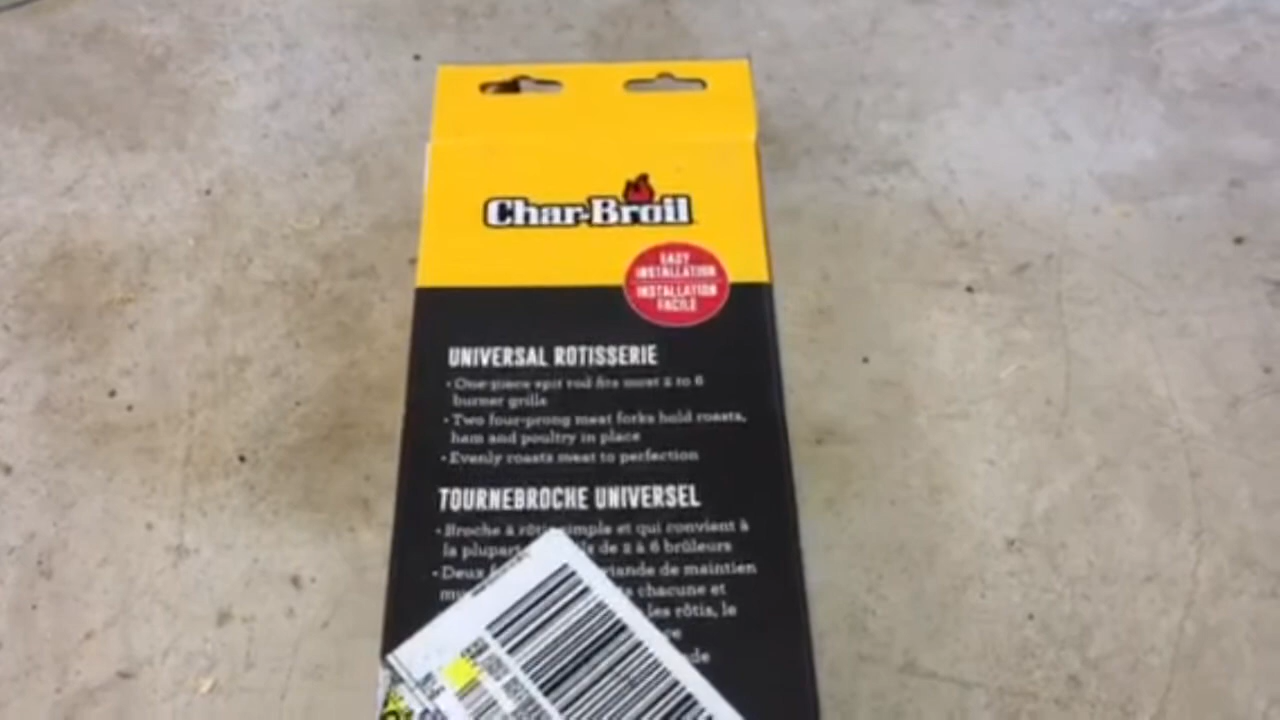 Char-Broil
EASY
INSTALLATION
INSTALLATION
FACILE
UNIVERSAL ROTISSERIE
• One-piece spit rod fits most 2 to 6
burner grills
• Two four-prong meat forks hold roasts,
ham and poultry in place
• Evenly roasts meat to perfection
TOURNEBROCHE UNIVERSEL
• Broche à rôtir simple et qui convient à
la plupart de 2 à 6 brûleurs
• Deux viande de maintien
chacune et
les rôtis, le